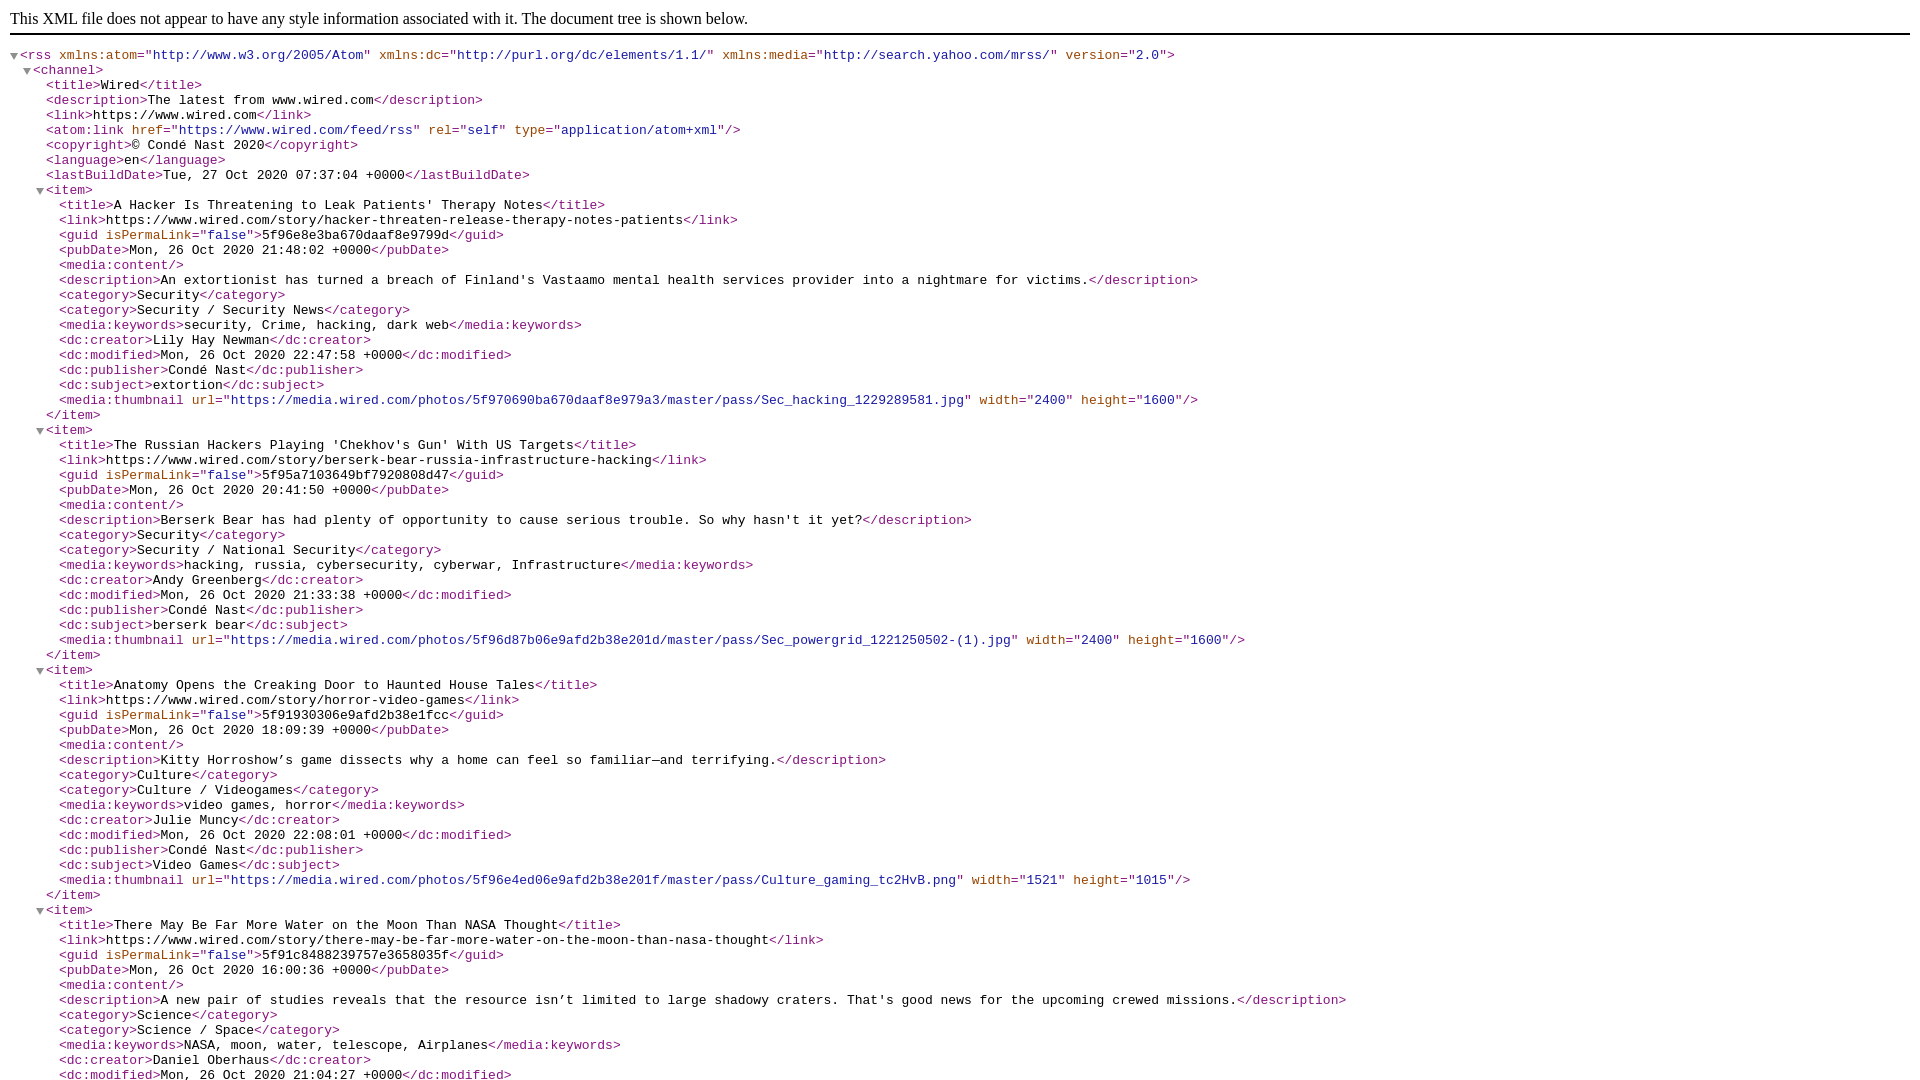 This XML file does not appear to have any style information associated with it. The document tree is shown below.
▼<rss xmlns:atom="http://www.w3.org/2005/Atom" xmlns:dc="http://purl.org/dc/elements/1.1/" xmlns:media="http://search.yahoo.com/mrss/" version="2.0">
▼<channel>
<title>Wired</title>
<description>The latest from www.wired.com</description>
<link>https://www.wired.com</link>
<atom:link href="https://www.wired.com/feed/rss" rel="self" type="application/atom+xml"/>
<copyright>© Condé Nast 2020</copyright>
<language>en</language>
<lastBuildDate>Tue, 27 Oct 2020 07:37:04 +0000</lastBuildDate>
▼<item>
<title>A Hacker Is Threatening to Leak Patients' Therapy Notes</title>
<link>https://www.wired.com/story/hacker-threaten-release-therapy-notes-patients</link>
<guid isPermaLink="false">5f96e8e3ba670daaf8e9799d</guid>
<pubDate>Mon, 26 Oct 2020 21:48:02 +0000</pubDate>
<media:content/>
<description>An extortionist has turned a breach of Finland's Vastaamo mental health services provider into a nightmare for victims.</description>
<category>Security</category>
<category>Security / Security News</category>
<media:keywords>security, Crime, hacking, dark web</media:keywords>
<dc:creator>Lily Hay Newman</dc:creator>
<dc:modified>Mon, 26 Oct 2020 22:47:58 +0000</dc:modified>
<dc:publisher>Condé Nast</dc:publisher>
<dc:subject>extortion</dc:subject>
<media:thumbnail url="https://media.wired.com/photos/5f970690ba670daaf8e979a3/master/pass/Sec_hacking_1229289581.jpg" width="2400" height="1600"/>
</item>
▼<item>
<title>The Russian Hackers Playing 'Chekhov's Gun' With US Targets</title>
<link>https://www.wired.com/story/berserk-bear-russia-infrastructure-hacking</link>
<guid isPermaLink="false">5f95a7103649bf7920808d47</guid>
<pubDate>Mon, 26 Oct 2020 20:41:50 +0000</pubDate>
<media:content/>
<description>Berserk Bear has had plenty of opportunity to cause serious trouble. So why hasn't it yet?</description>
<category>Security</category>
<category>Security / National Security</category>
<media:keywords>hacking, russia, cybersecurity, cyberwar, Infrastructure</media:keywords>
<dc:creator>Andy Greenberg</dc:creator>
<dc:modified>Mon, 26 Oct 2020 21:33:38 +0000</dc:modified>
<dc:publisher>Condé Nast</dc:publisher>
<dc:subject>berserk bear</dc:subject>
<media:thumbnail url="https://media.wired.com/photos/5f96d87b06e9afd2b38e201d/master/pass/Sec_powergrid_1221250502-(1).jpg" width="2400" height="1600"/>
</item>
▼<item>
<title>Anatomy Opens the Creaking Door to Haunted House Tales</title>
<link>https://www.wired.com/story/horror-video-games</link>
<guid isPermaLink="false">5f91930306e9afd2b38e1fcc</guid>
<pubDate>Mon, 26 Oct 2020 18:09:39 +0000</pubDate>
<media:content/>
<description>Kitty Horroshow’s game dissects why a home can feel so familiar—and terrifying.</description>
<category>Culture</category>
<category>Culture / Videogames</category>
<media:keywords>video games, horror</media:keywords>
<dc:creator>Julie Muncy</dc:creator>
<dc:modified>Mon, 26 Oct 2020 22:08:01 +0000</dc:modified>
<dc:publisher>Condé Nast</dc:publisher>
<dc:subject>Video Games</dc:subject>
<media:thumbnail url="https://media.wired.com/photos/5f96e4ed06e9afd2b38e201f/master/pass/Culture_gaming_tc2HvB.png" width="1521" height="1015"/>
</item>
▼<item>
<title>There May Be Far More Water on the Moon Than NASA Thought</title>
<link>https://www.wired.com/story/there-may-be-far-more-water-on-the-moon-than-nasa-thought</link>
<guid isPermaLink="false">5f91c8488239757e3658035f</guid>
<pubDate>Mon, 26 Oct 2020 16:00:36 +0000</pubDate>
<media:content/>
<description>A new pair of studies reveals that the resource isn’t limited to large shadowy craters. That's good news for the upcoming crewed missions.</description>
<category>Science</category>
<category>Science / Space</category>
<media:keywords>NASA, moon, water, telescope, Airplanes</media:keywords>
<dc:creator>Daniel Oberhaus</dc:creator>
<dc:modified>Mon, 26 Oct 2020 21:04:27 +0000</dc:modified>